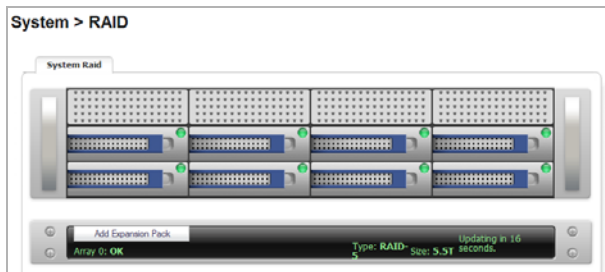 System > RAID
System Raid
Add Expansion Pack
Array 0: OK
Type: RAID-
5
Size: 5.5T
Updating in 16
seconds.